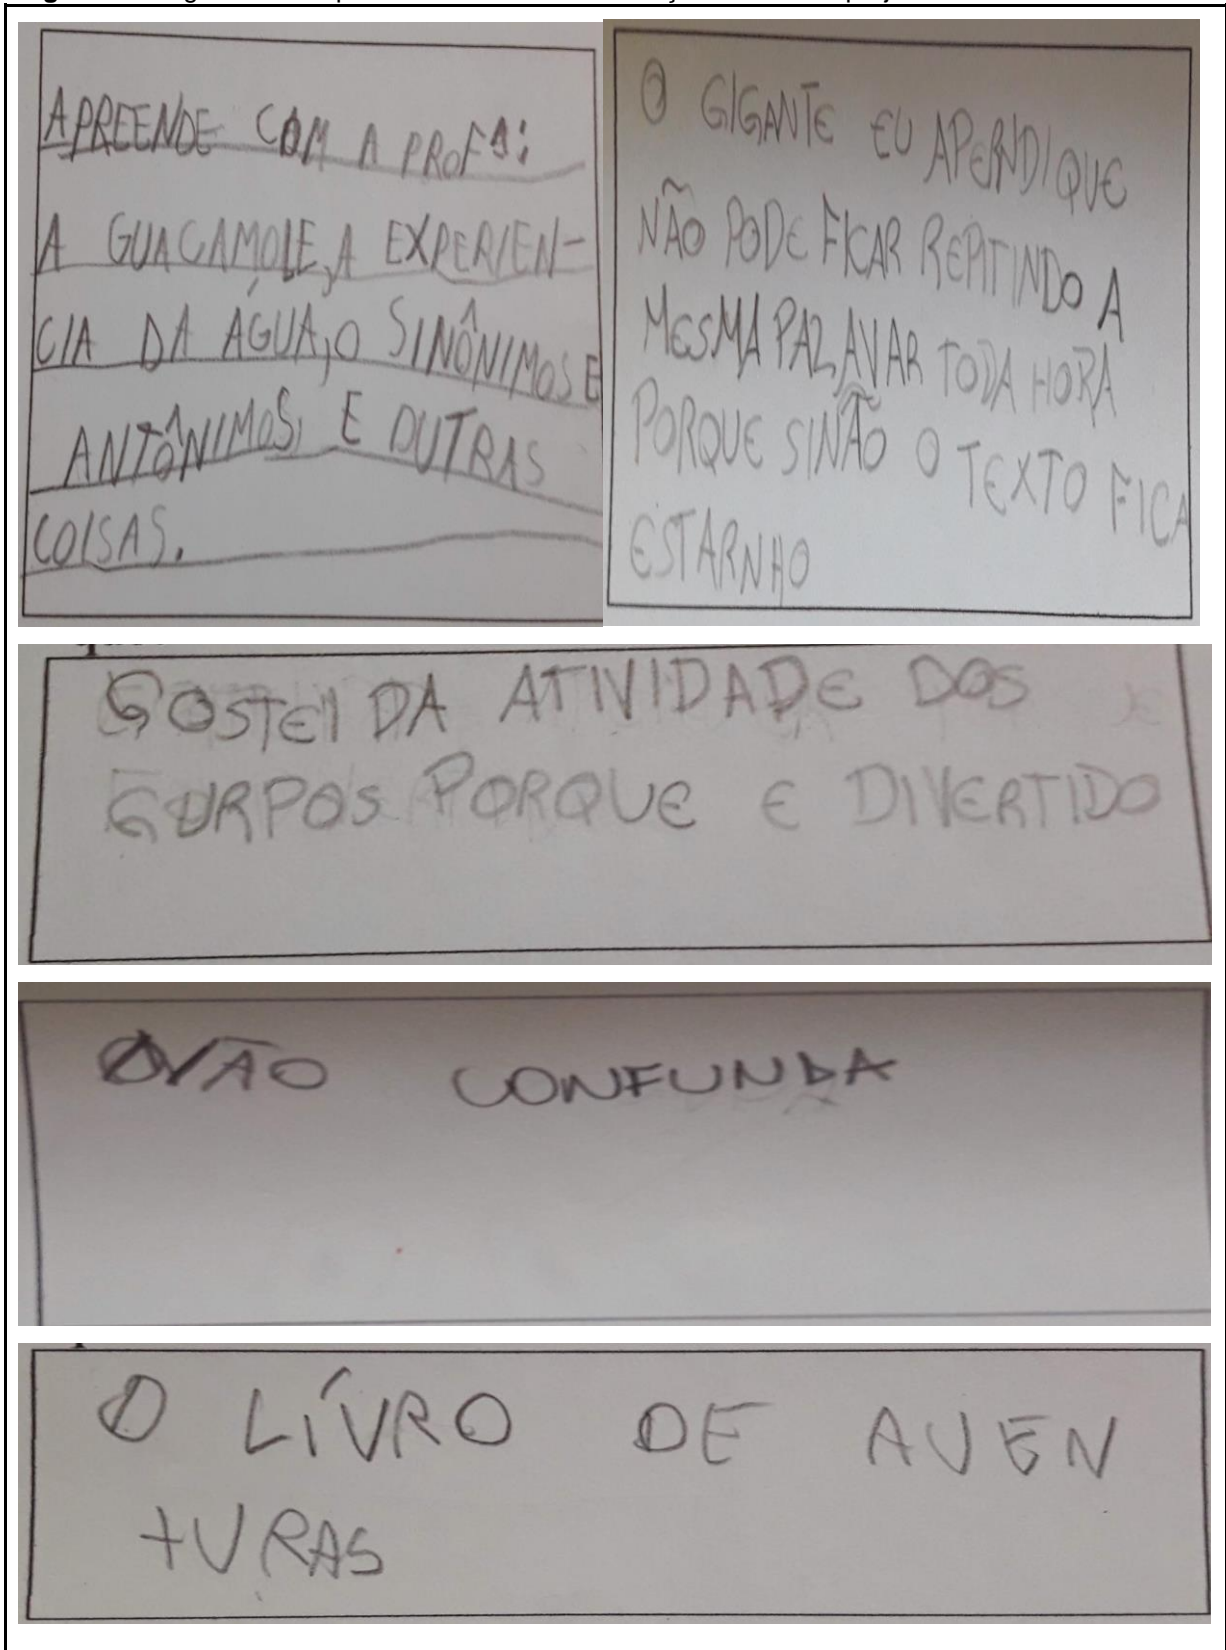 APREENDE COM A PROFª:
A GUACAMOLE, A EXPERIEN-
CIA DA ÁGUA, O SINÔNIMOS E
ANTÔNIMOS, E OUTRAS
COISAS.
O GIGANTE EU APERNDI QUE
NÃO PODE FICAR REPITINDO A
MESMA PALAVAR TODA HORA
PORQUE SINÃO O TEXTO FICA
ESTARNHO
GOSTEI DA ATIVIDADE DOS
GURPOS PORQUE E DIVERTIDO
NÃO CONFUNDA
O LÍVRO DE AVEN
TURAS